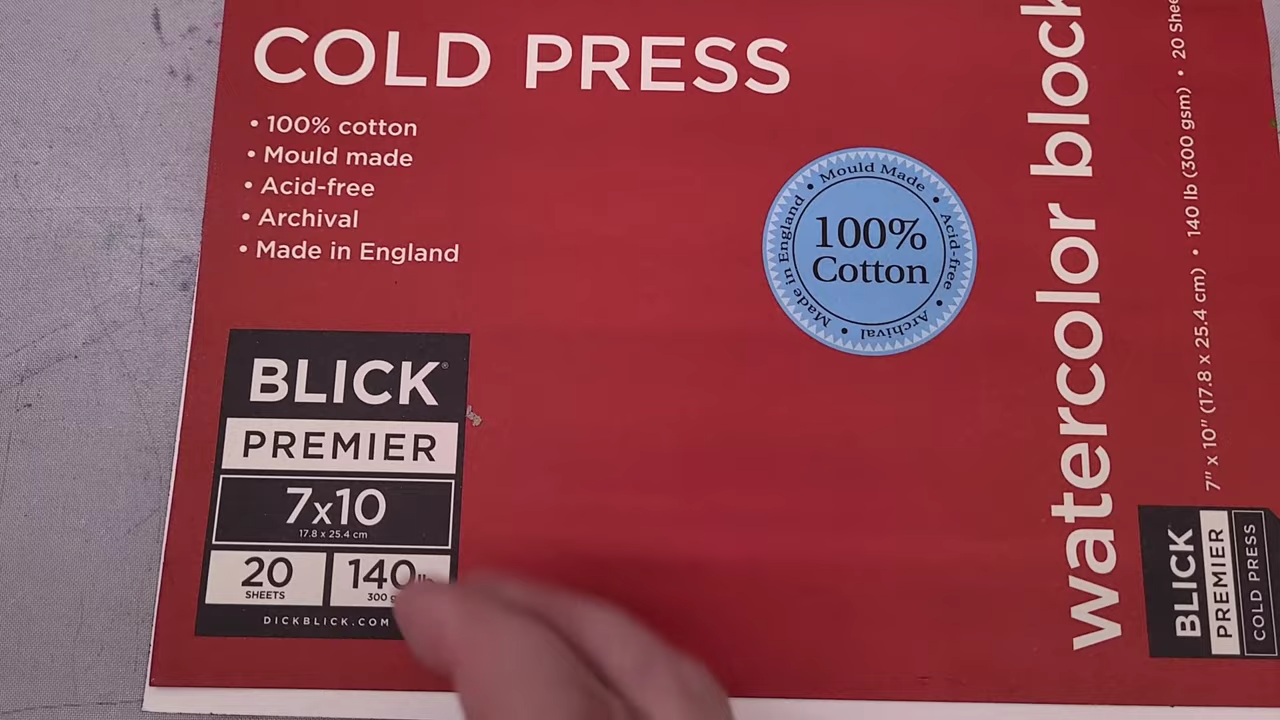 COLD PRESS
• 100% cotton
• Mould made
• Acid-free
• Archival
• Made in England
Mould Made • Acid-free • Archival • Made in England •
100%
Cotton
BLICK®
PREMIER
7x10
17.8 x 25.4 cm
20
SHEETS
140 lb
300
DICKBLICK.COM
watercolor block
7" x 10" (17.8 x 25.4 cm) • 140 lb (300 gsm) • 20
BLICK
PREMIER
COLD PRESS